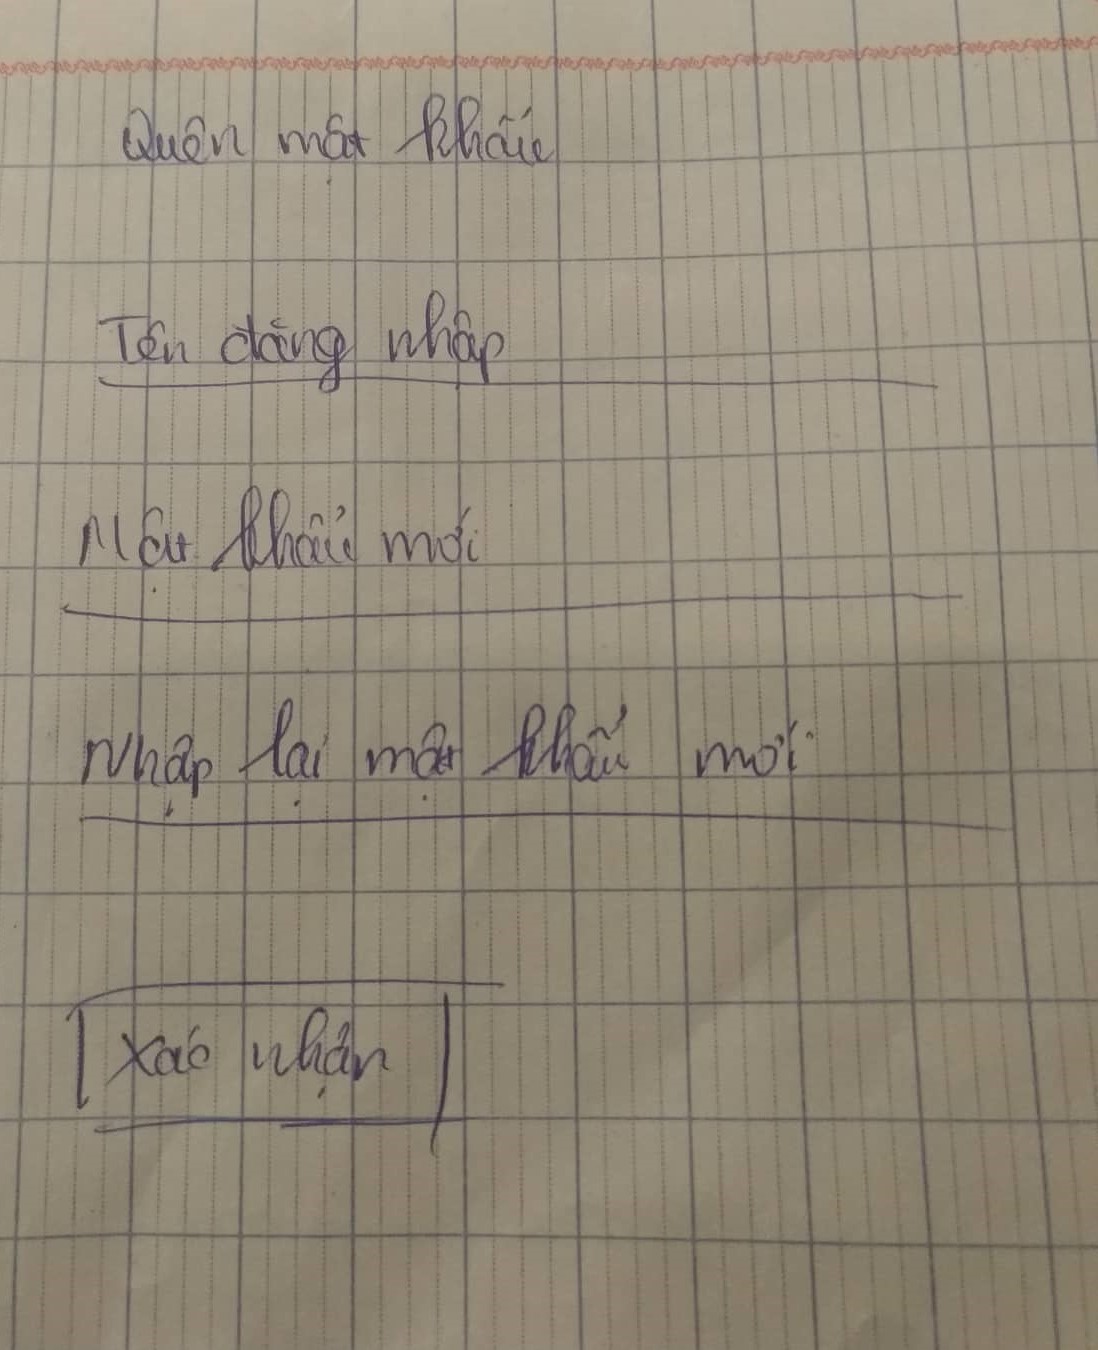 Quên mật khẩu
Tên đăng nhập
Mật khẩu mới
Nhập lại mật khẩu mới
Xác nhận